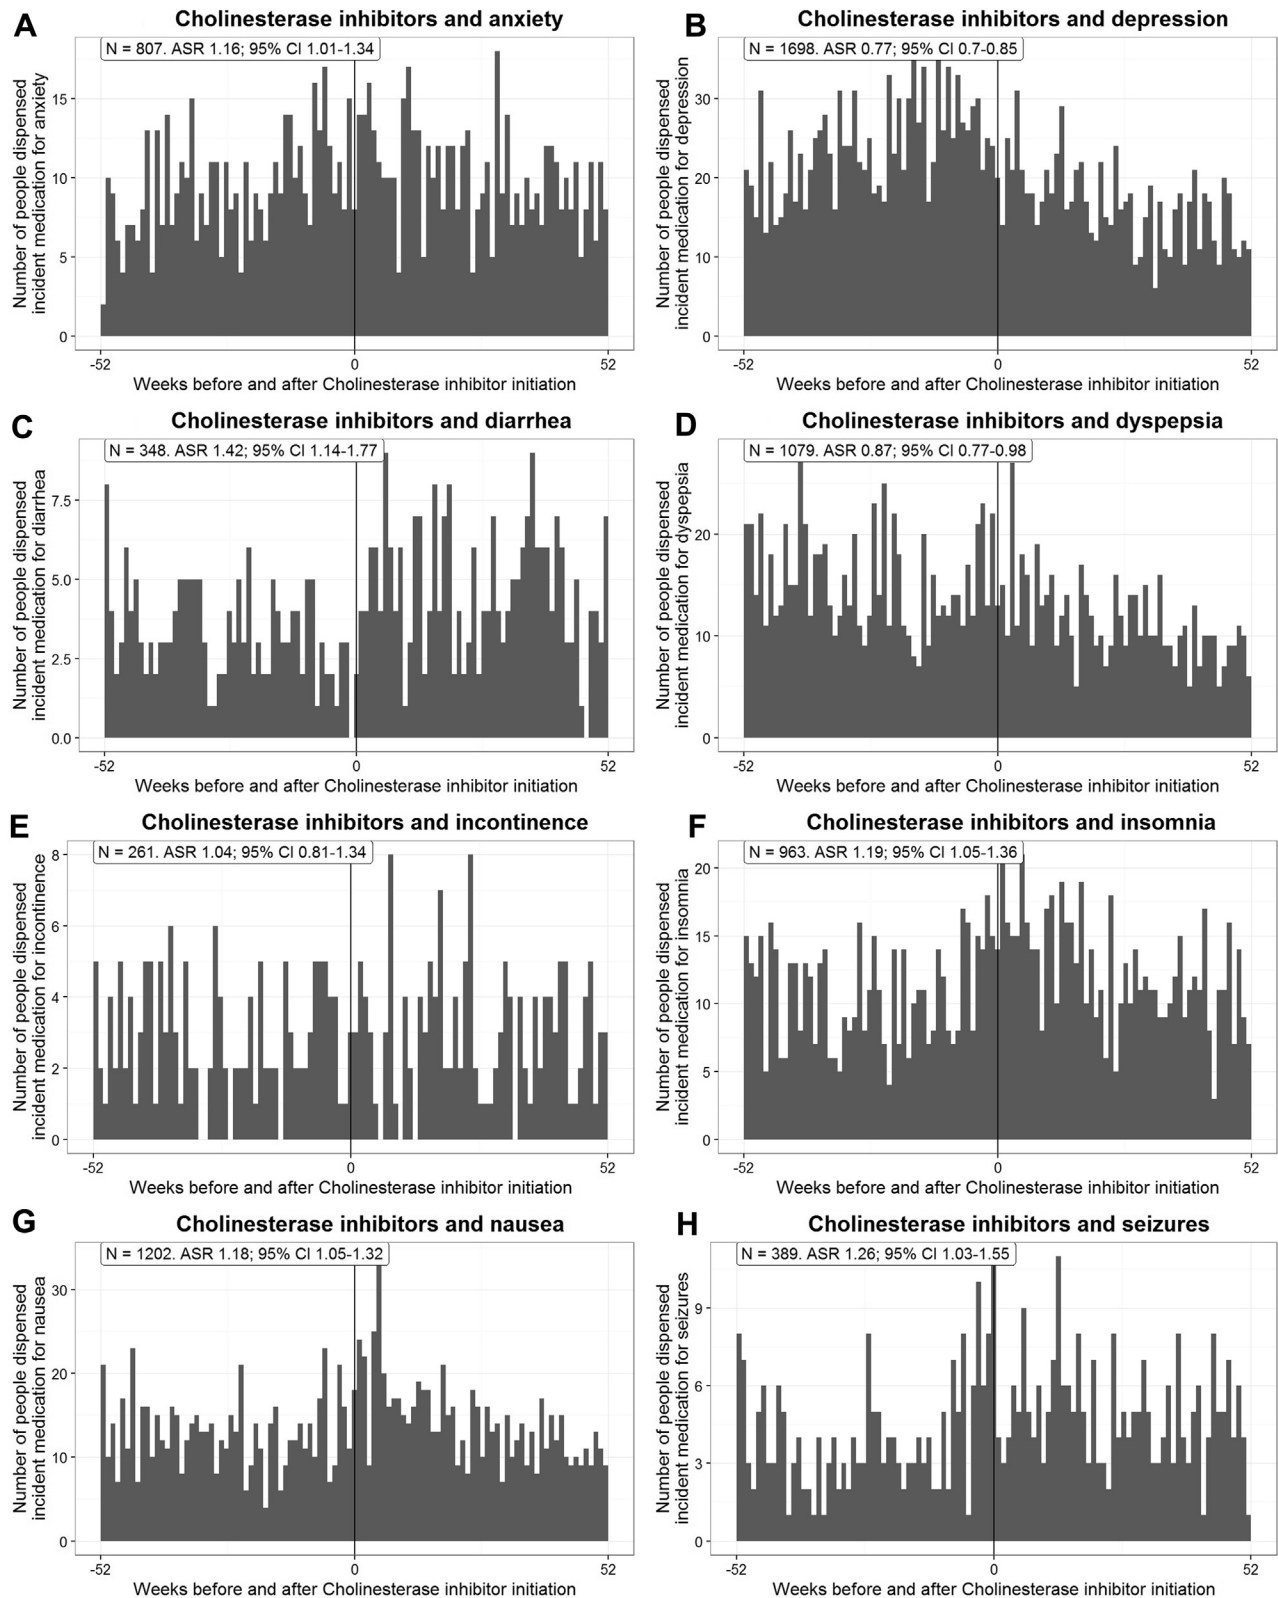 A
Cholinesterase inhibitors and anxiety
N = 807. ASR 1.16; 95% CI 1.01-1.34
Number of people dispensed
incident medication for anxiety
15
10
5
0
-52
0
52
Weeks before and after Cholinesterase inhibitor initiation
B
Cholinesterase inhibitors and depression
N = 1698. ASR 0.77; 95% CI 0.7-0.85
Number of people dispensed
incident medication for depression
30
20
10
0
-52
0
52
Weeks before and after Cholinesterase inhibitor initiation
C
Cholinesterase inhibitors and diarrhea
N = 348. ASR 1.42; 95% CI 1.14-1.77
Number of people dispensed
incident medication for diarrhea
7.5
5.0
2.5
0.0
-52
0
52
Weeks before and after Cholinesterase inhibitor initiation
D
Cholinesterase inhibitors and dyspepsia
N = 1079. ASR 0.87; 95% CI 0.77-0.98
Number of people dispensed
incident medication for dyspepsia
20
10
0
-52
0
52
Weeks before and after Cholinesterase inhibitor initiation
E
Cholinesterase inhibitors and incontinence
N = 261. ASR 1.04; 95% CI 0.81-1.34
Number of people dispensed
incident medication for incontinence
8
6
4
2
0
-52
0
52
Weeks before and after Cholinesterase inhibitor initiation
F
Cholinesterase inhibitors and insomnia
N = 963. ASR 1.19; 95% CI 1.05-1.36
Number of people dispensed
incident medication for insomnia
20
15
10
5
0
-52
0
52
Weeks before and after Cholinesterase inhibitor initiation
G
Cholinesterase inhibitors and nausea
N = 1202. ASR 1.18; 95% CI 1.05-1.32
Number of people dispensed
incident medication for nausea
30
20
10
0
-52
0
52
Weeks before and after Cholinesterase inhibitor initiation
H
Cholinesterase inhibitors and seizures
N = 389. ASR 1.26; 95% CI 1.03-1.55
Number of people dispensed
incident medication for seizures
9
6
3
0
-52
0
52
Weeks before and after Cholinesterase inhibitor initiation